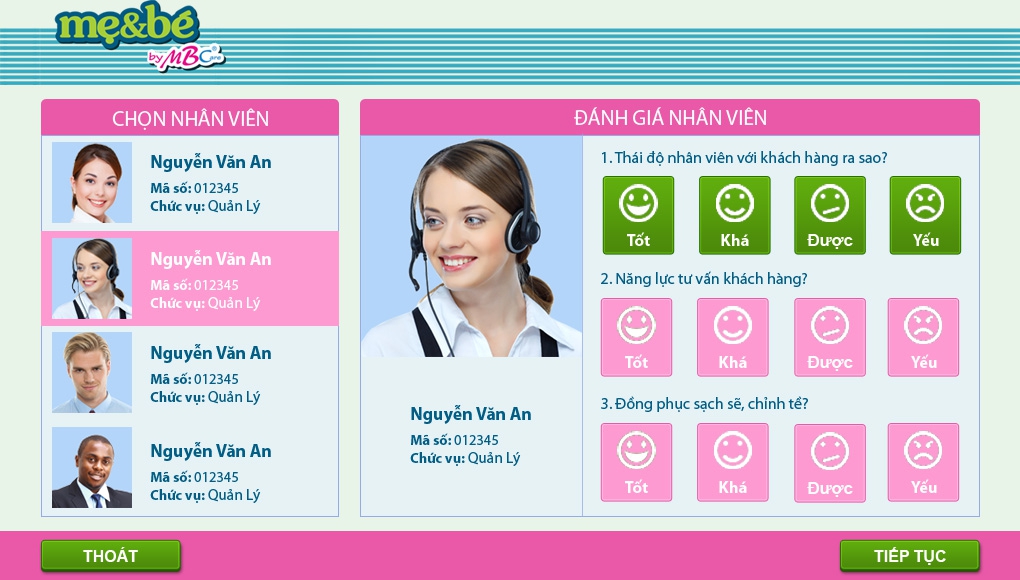 mẹ&bé
by MBCare
CHỌN NHÂN VIÊN
Nguyễn Văn An
Mã số: 012345
Chức vụ: Quản Lý
Nguyễn Văn An
Mã số: 012345
Chức vụ: Quản Lý
Nguyễn Văn An
Mã số: 012345
Chức vụ: Quản Lý
Nguyễn Văn An
Mã số: 012345
Chức vụ: Quản Lý
ĐÁNH GIÁ NHÂN VIÊN
Nguyễn Văn An
Mã số: 012345
Chức vụ: Quản Lý
1. Thái độ nhân viên với khách hàng ra sao?
Tốt Khá Được Yếu
2. Năng lực tư vấn khách hàng?
Tốt Khá Được Yếu
3. Đồng phục sạch sẽ, chỉnh tề?
Tốt Khá Được Yếu
THOÁT
TIẾP TỤC